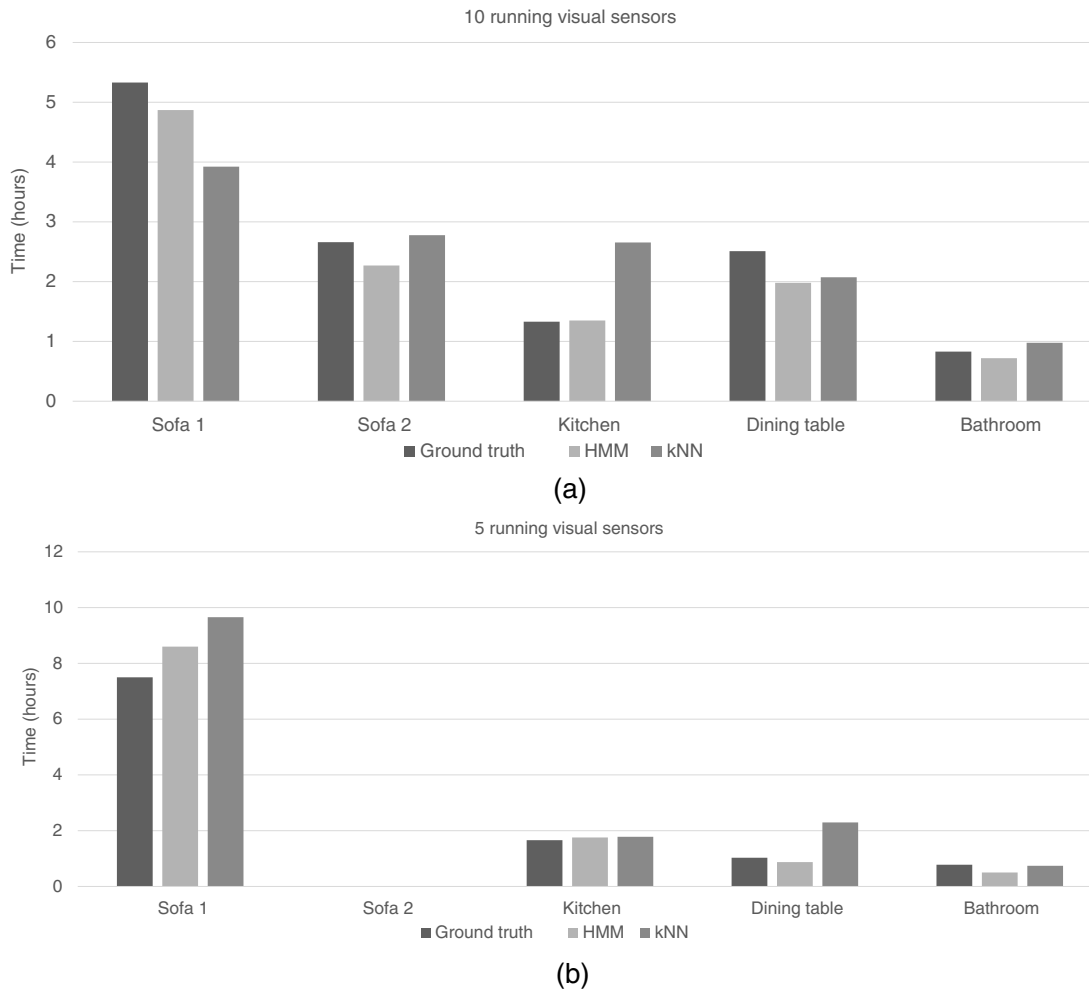 10 running visual sensors
6
5
4
3
2
1
0
Time (hours)
Sofa 1 Sofa 2 Kitchen Dining table Bathroom
Ground truth HMM kNN
(a)
5 running visual sensors
12
10
8
6
4
2
0
Time (hours)
Sofa 1 Sofa 2 Kitchen Dining table Bathroom
Ground truth HMM kNN
(b)